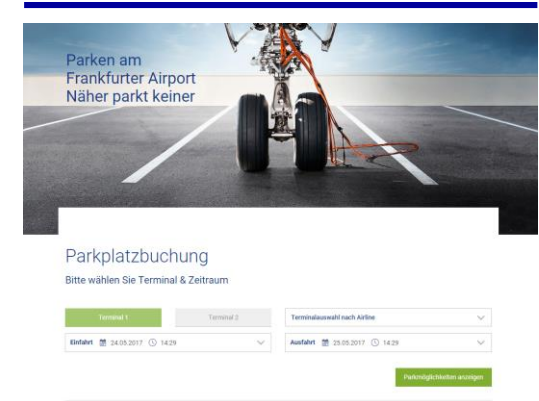 Parken am
Frankfurter Airport
Näher parkt keiner
Parkplatzbuchung
Bitte wählen Sie Terminal & Zeitraum
Terminal 1
Terminal 2
Terminalauswahl nach Airline
Einfahrt 24.05.2017 14:29
Ausfahrt 25.05.2017 14:29
Parkmöglichkeiten anzeigen